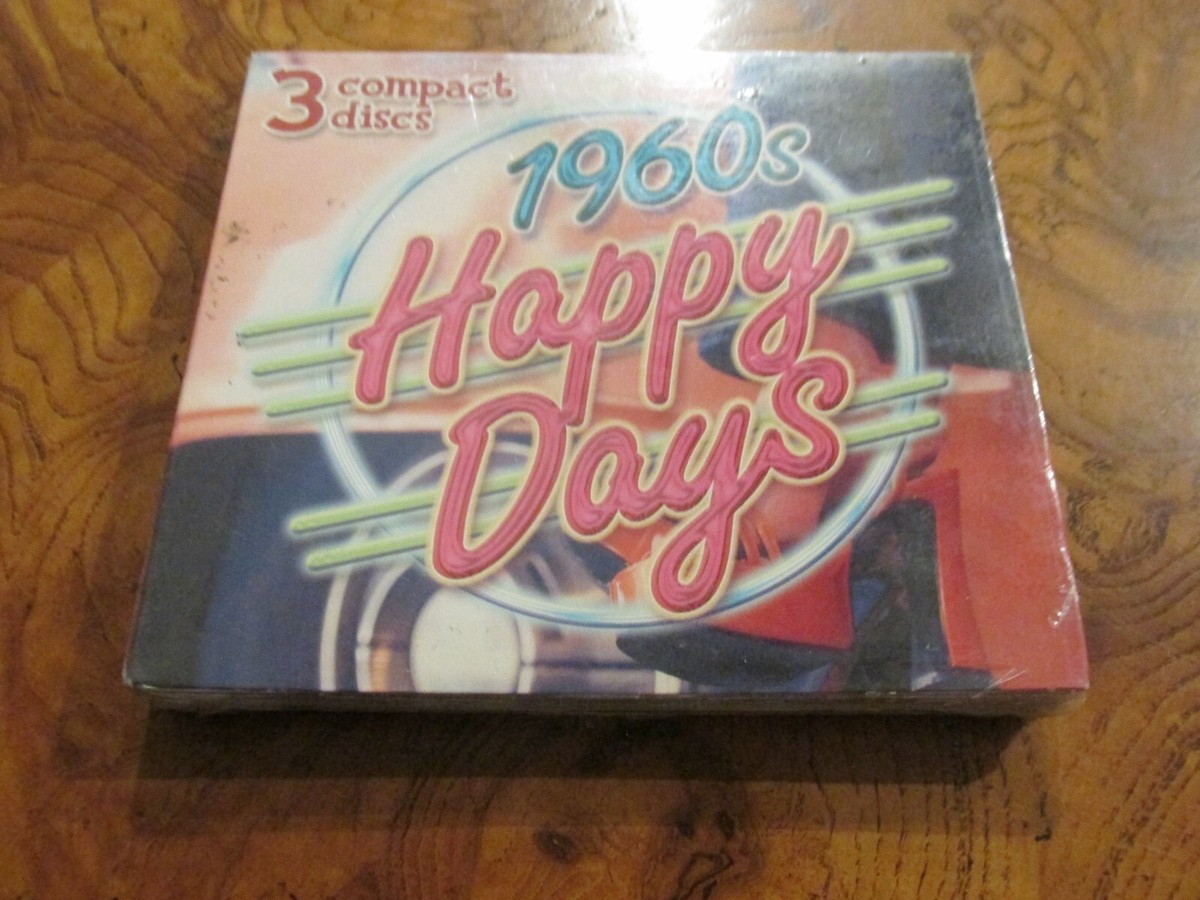 3 compact
discs
1960s
Happy
Days